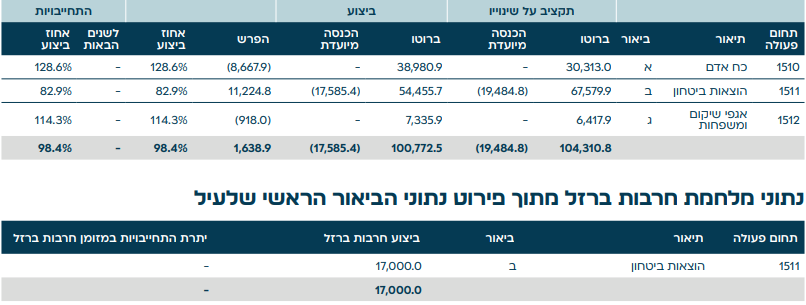 תקציב על שינוייו ביצוע התחייבויות
תחום פעולה תיאור ביאור ברוטו הכנסה מיועדת ברוטו הכנסה מיועדת הפרש אחוז ביצוע לשנים הבאות אחוז ביצוע
1510 כח אדם א 30,313.0 - 38,980.9 - (8,667.9) 128.6% - 128.6%
1511 הוצאות ביטחון ב 67,579.9 (19,484.8) 54,455.7 (17,585.4) 11,224.8 82.9% - 82.9%
1512 אגפי שיקום ומשפחות ג 6,417.9 - 7,335.9 - (918.0) 114.3% - 114.3%
104,310.8 (19,484.8) 100,772.5 (17,585.4) 1,638.9 98.4% - 98.4%
נתוני מלחמת חרבות ברזל מתוך פירוט נתוני הביאור הראשי שלעיל
תחום פעולה תיאור ביאור ביצוע חרבות ברזל יתרת התחייבויות במזומן חרבות ברזל
1511 הוצאות ביטחון ב 17,000.0 -
17,000.0 -